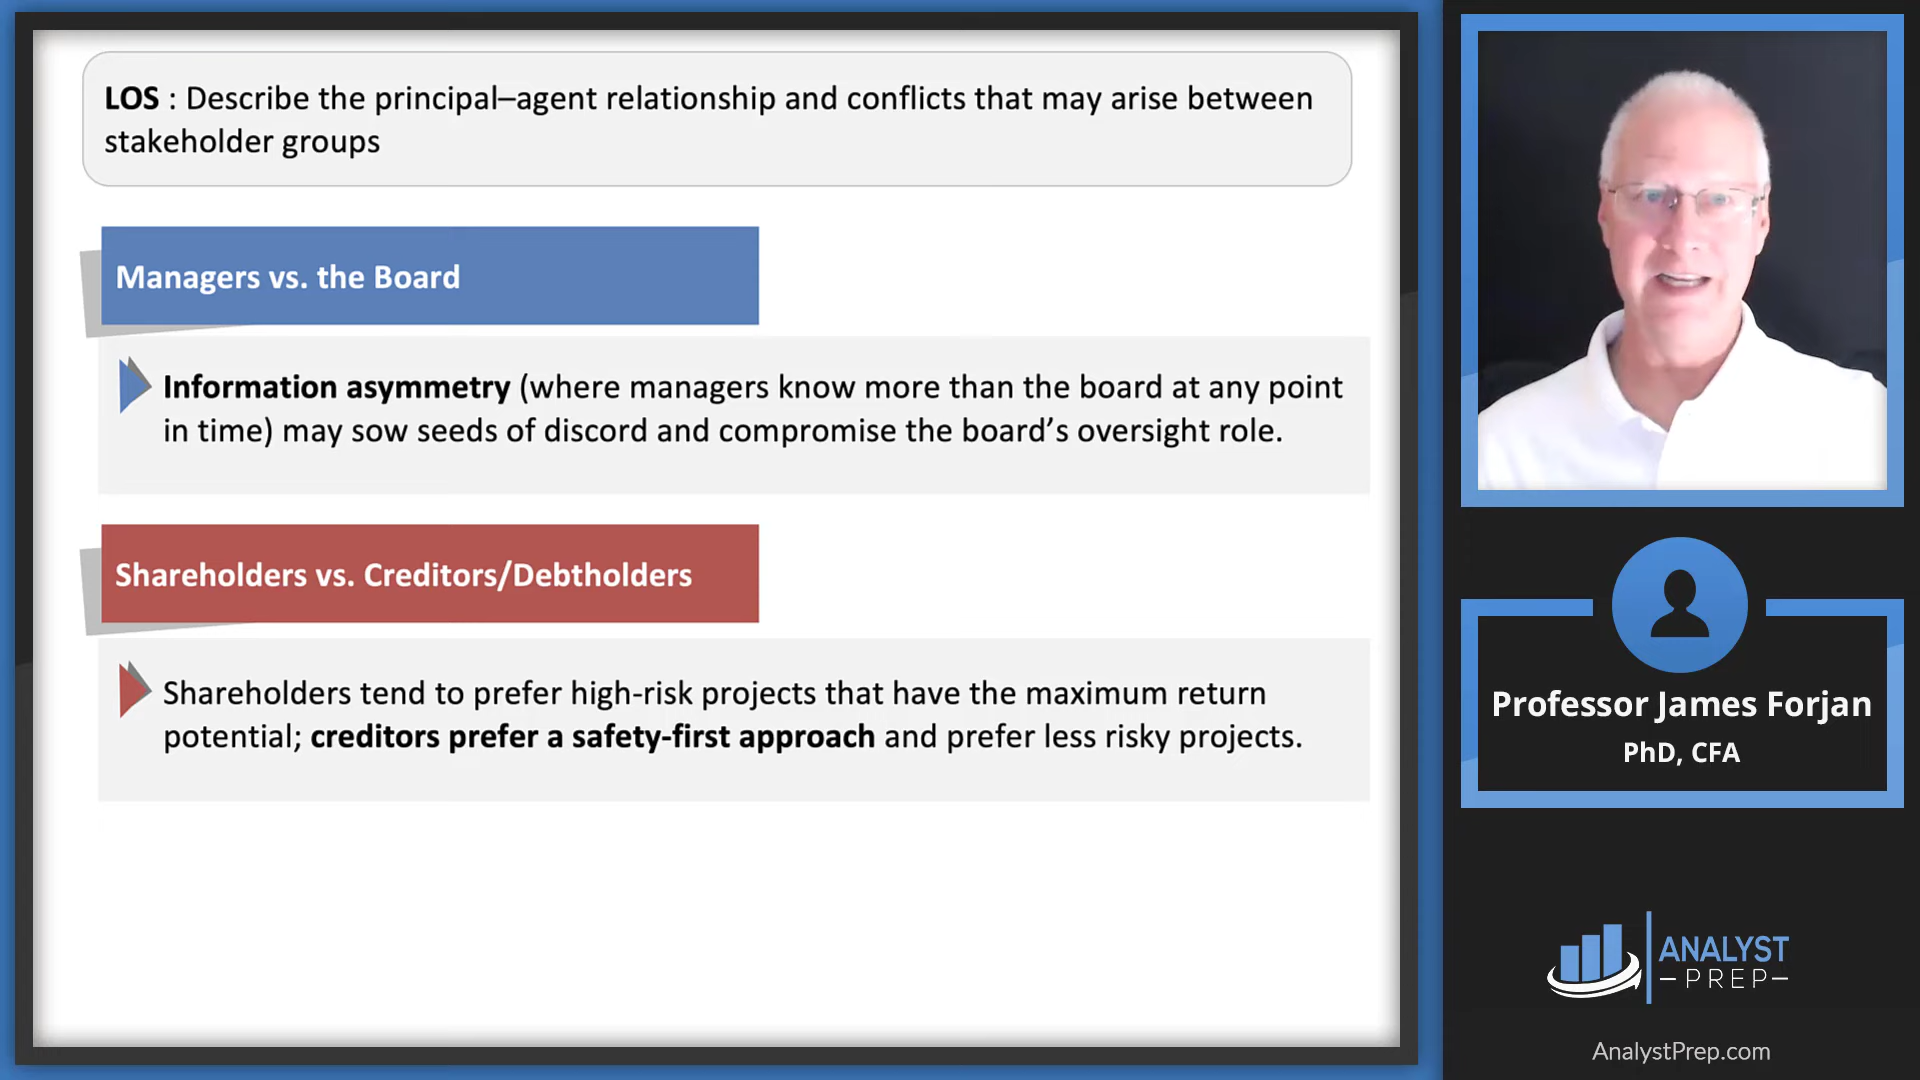 LOS : Describe the principal–agent relationship and conflicts that may arise between
stakeholder groups
Managers vs. the Board
Information asymmetry (where managers know more than the board at any point
in time) may sow seeds of discord and compromise the board’s oversight role.
Shareholders vs. Creditors/Debtholders
Shareholders tend to prefer high-risk projects that have the maximum return
potential; creditors prefer a safety-first approach and prefer less risky projects.
Professor James Forjan
PhD, CFA
ANALYST
PREP
AnalystPrep.com